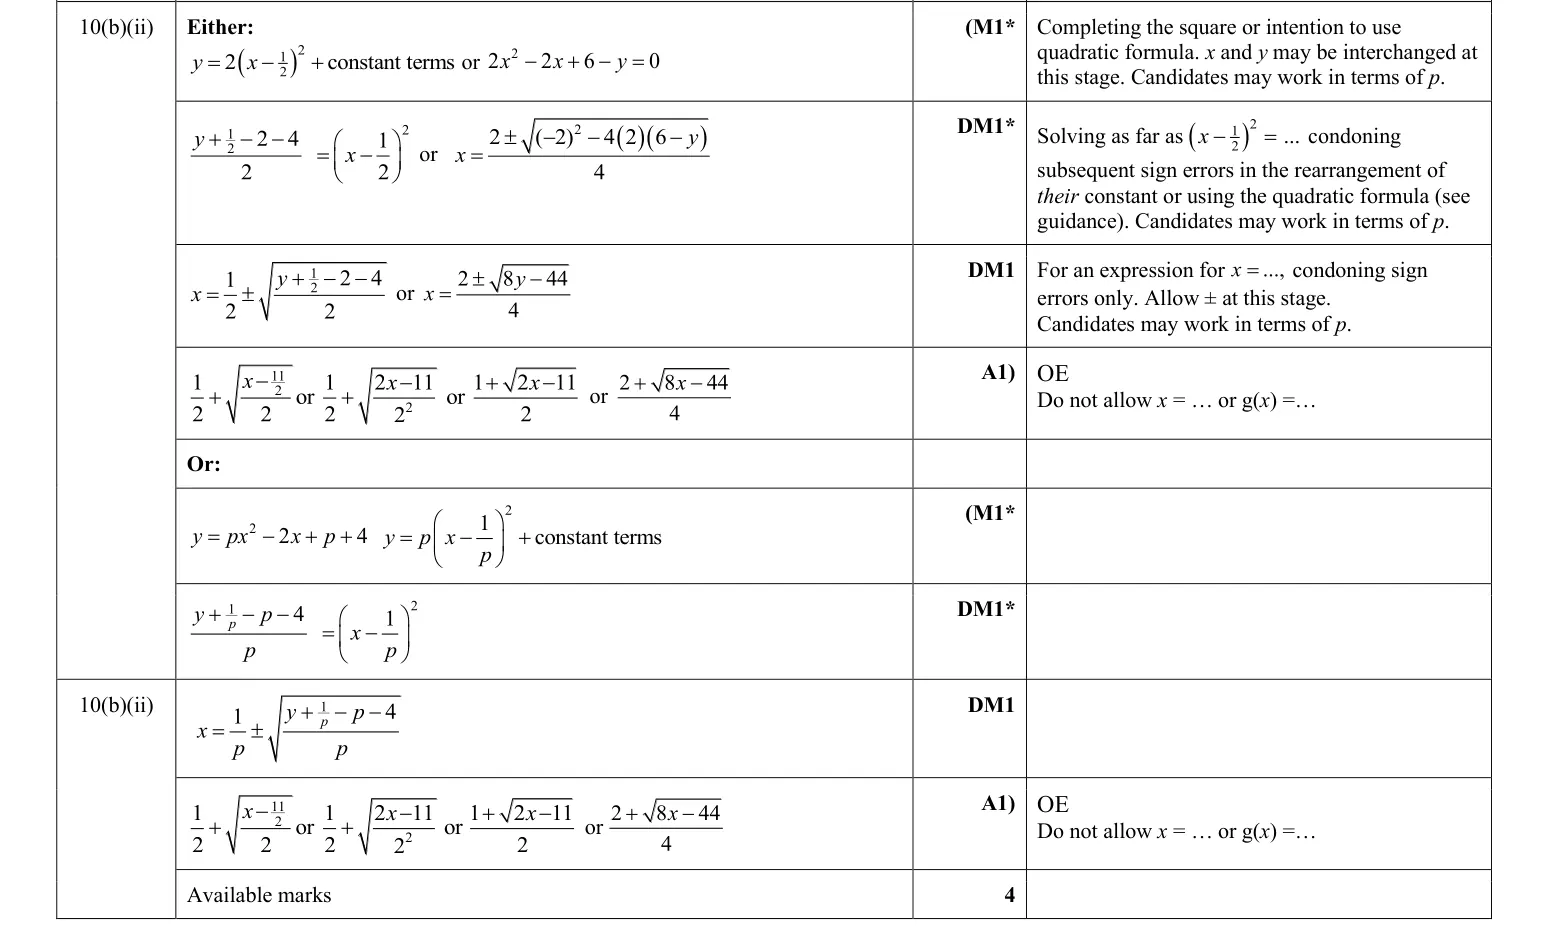 10(b)(ii) Either: (M1* Completing the square or intention to use
y = 2(x − 1/2)² + constant terms or 2x² − 2x + 6 − y = 0 quadratic formula. x and y may be interchanged at
this stage. Candidates may work in terms of p.
(y + 1/2 − 2 − 4)/2 = (x − 1/2)² or x = (2 ± √((−2)² − 4(2)(6 − y)))/4 DM1* Solving as far as (x − 1/2)² = ... condoning
subsequent sign errors in the rearrangement of
their constant or using the quadratic formula (see
guidance). Candidates may work in terms of p.
x = 1/2 ± √((y + 1/2 − 2 − 4)/2) or x = (2 ± √(8y − 44))/4 DM1 For an expression for x = ..., condoning sign
errors only. Allow ± at this stage.
Candidates may work in terms of p.
1/2 + √((x − 11/2)/2) or 1/2 + √((2x − 11)/2²) or (1 + √(2x − 11))/2 or (2 + √(8x − 44))/4 A1) OE
Do not allow x = … or g(x) =…
Or:
y = px² − 2x + p + 4 y = p(x − 1/p)² + constant terms (M1*
(y + 1/p − p − 4)/p = (x − 1/p)² DM1*
10(b)(ii) x = 1/p ± √((y + 1/p − p − 4)/p) DM1
1/2 + √((x − 11/2)/2) or 1/2 + √((2x − 11)/2²) or (1 + √(2x − 11))/2 or (2 + √(8x − 44))/4 A1) OE
Do not allow x = … or g(x) =…
Available marks 4